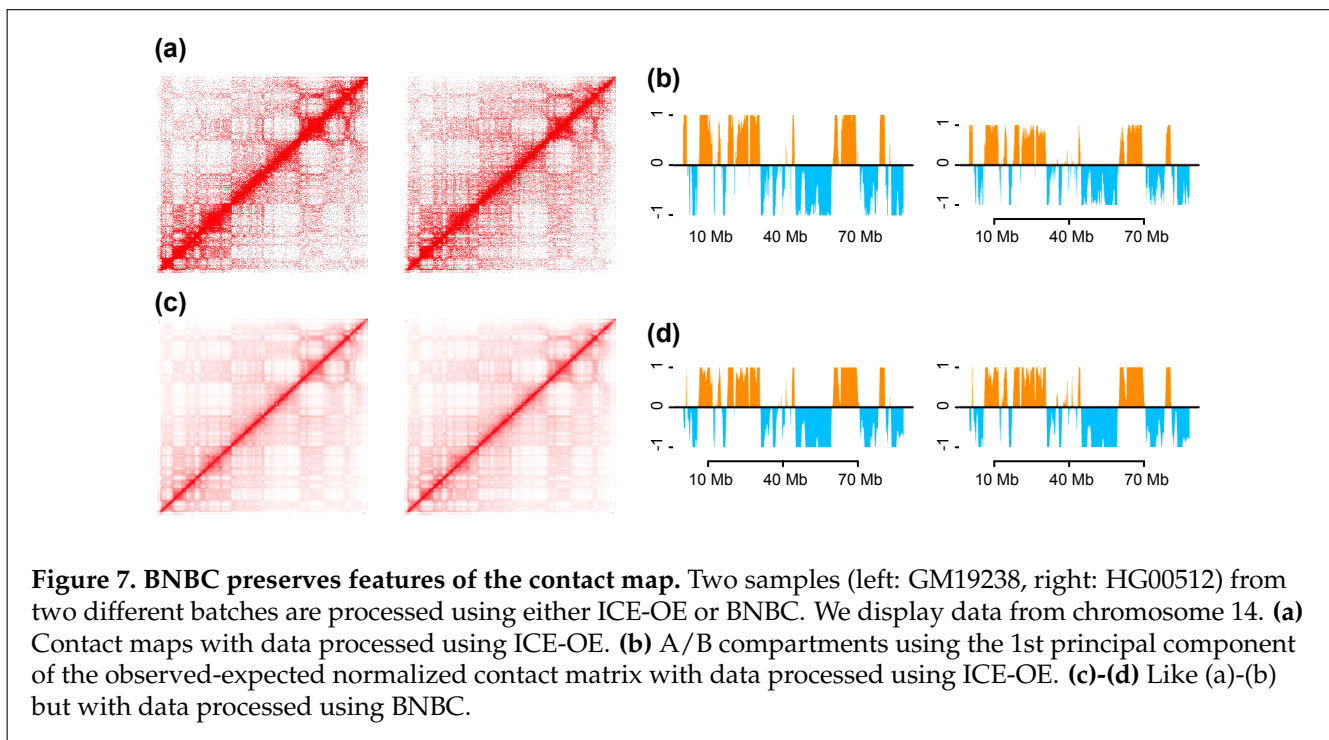 (a)
(b)
1
0
-1
10 Mb 40 Mb 70 Mb
1
0
-1
10 Mb 40 Mb 70 Mb
(c)
(d)
1
0
-1
10 Mb 40 Mb 70 Mb
1
0
-1
10 Mb 40 Mb 70 Mb
Figure 7. BNBC preserves features of the contact map. Two samples (left: GM19238, right: HG00512) from
two different batches are processed using either ICE-OE or BNBC. We display data from chromosome 14. (a)
Contact maps with data processed using ICE-OE. (b) A/B compartments using the 1st principal component
of the observed-expected normalized contact matrix with data processed using ICE-OE. (c)-(d) Like (a)-(b)
but with data processed using BNBC.